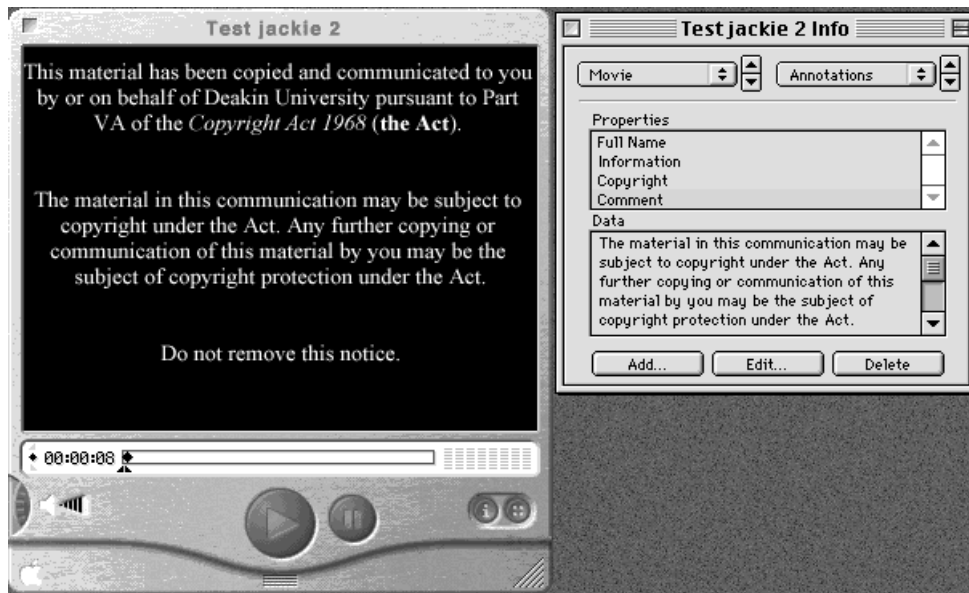 Test jackie 2
This material has been copied and communicated to you
by or on behalf of Deakin University pursuant to Part
VA of the Copyright Act 1968 (the Act).
The material in this communication may be subject to
copyright under the Act. Any further copying or
communication of this material by you may be the
subject of copyright protection under the Act.
Do not remove this notice.
00:00:08
Test jackie 2 Info
Movie
Annotations
Properties
Full Name
Information
Copyright
Comment
Data
The material in this communication may be
subject to copyright under the Act. Any
further copying or communication of this
material by you may be the subject of
copyright protection under the Act.
Add... Edit... Delete